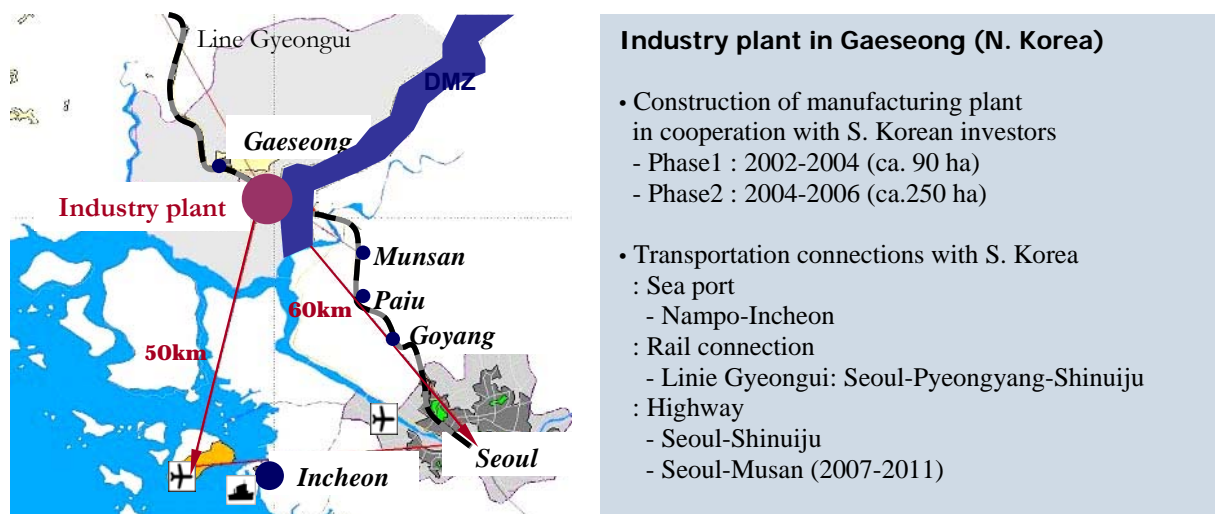 Line Gyeongui
DMZ
Gaeseong
Industry plant
Munsan
60km
Paju
Goyang
50km
Seoul
Incheon
Industry plant in Gaeseong (N. Korea)
• Construction of manufacturing plant
in cooperation with S. Korean investors
- Phase1 : 2002-2004 (ca. 90 ha)
- Phase2 : 2004-2006 (ca.250 ha)
• Transportation connections with S. Korea
: Sea port
- Nampo-Incheon
: Rail connection
- Linie Gyeongui: Seoul-Pyeongyang-Shinuiju
: Highway
- Seoul-Shinuiju
- Seoul-Musan (2007-2011)